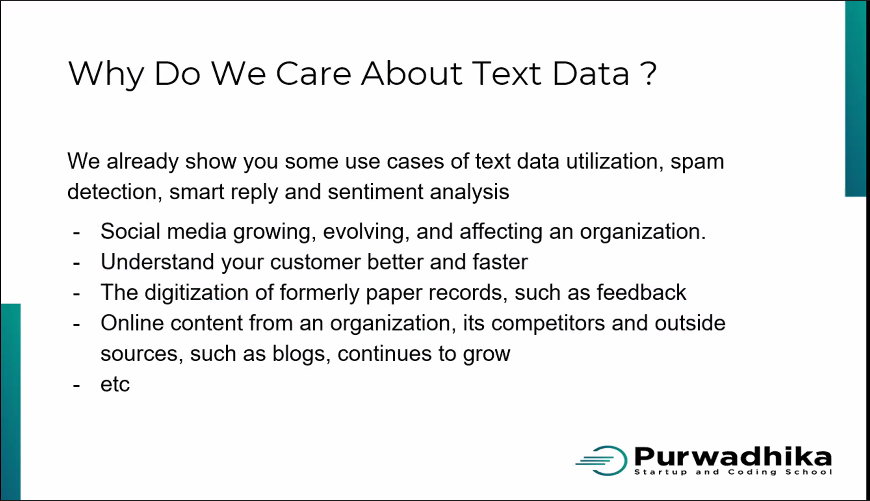 Why Do We Care About Text Data ?
We already show you some use cases of text data utilization, spam
detection, smart reply and sentiment analysis
- Social media growing, evolving, and affecting an organization.
- Understand your customer better and faster
- The digitization of formerly paper records, such as feedback
- Online content from an organization, its competitors and outside
sources, such as blogs, continues to grow
- etc
Purwadhika
Startup and Coding School